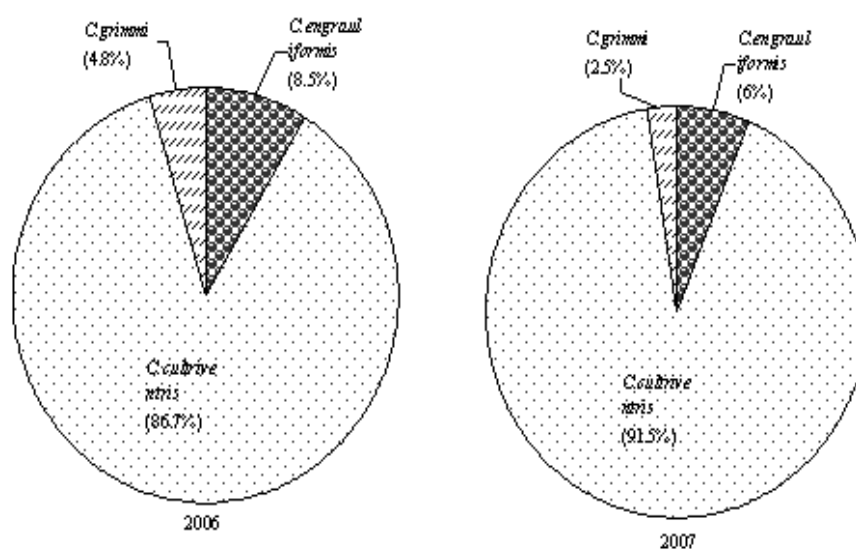 C.grimmi
(4.8%)
C.engraul
iformis
(8.5%)
C.cultrive
ntris
(86.7%)
2006
C.grimmi
(2.5%)
C.engraul
iformis
(6%)
C.cultrive
ntris
(91.5%)
2007